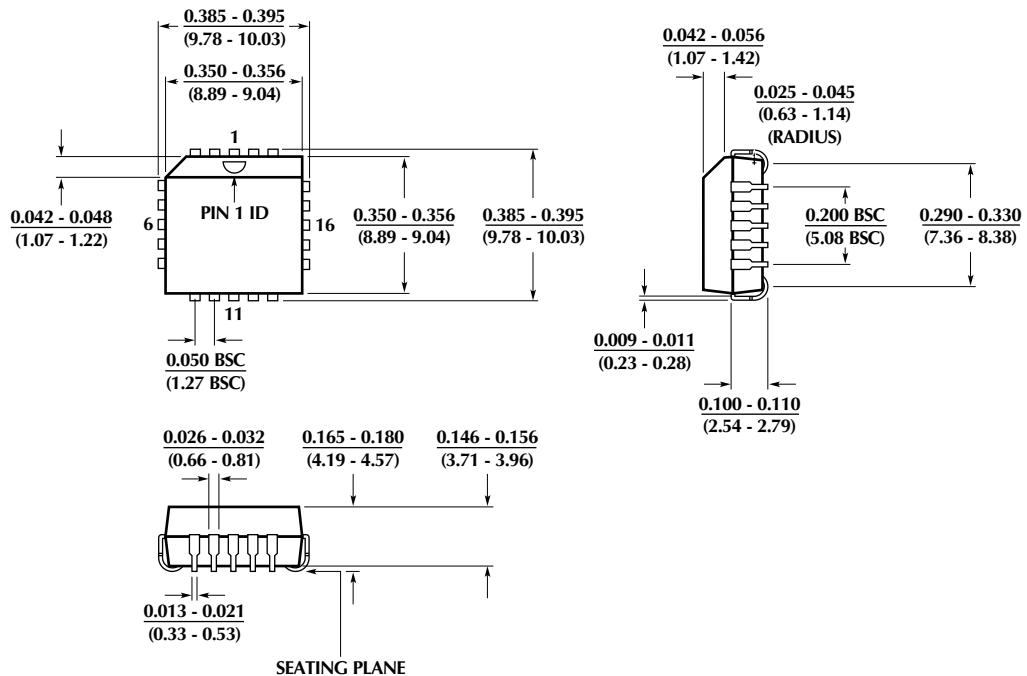 0.385 - 0.395
(9.78 - 10.03)
0.350 - 0.356
(8.89 - 9.04)
1
0.042 - 0.048
(1.07 - 1.22)
6
PIN 1 ID
16
0.350 - 0.356
(8.89 - 9.04)
0.385 - 0.395
(9.78 - 10.03)
11
0.050 BSC
(1.27 BSC)
0.042 - 0.056
(1.07 - 1.42)
0.025 - 0.045
(0.63 - 1.14)
(RADIUS)
0.200 BSC
(5.08 BSC)
0.290 - 0.330
(7.36 - 8.38)
0.009 - 0.011
(0.23 - 0.28)
0.100 - 0.110
(2.54 - 2.79)
0.026 - 0.032
(0.66 - 0.81)
0.165 - 0.180
(4.19 - 4.57)
0.146 - 0.156
(3.71 - 3.96)
0.013 - 0.021
(0.33 - 0.53)
SEATING PLANE